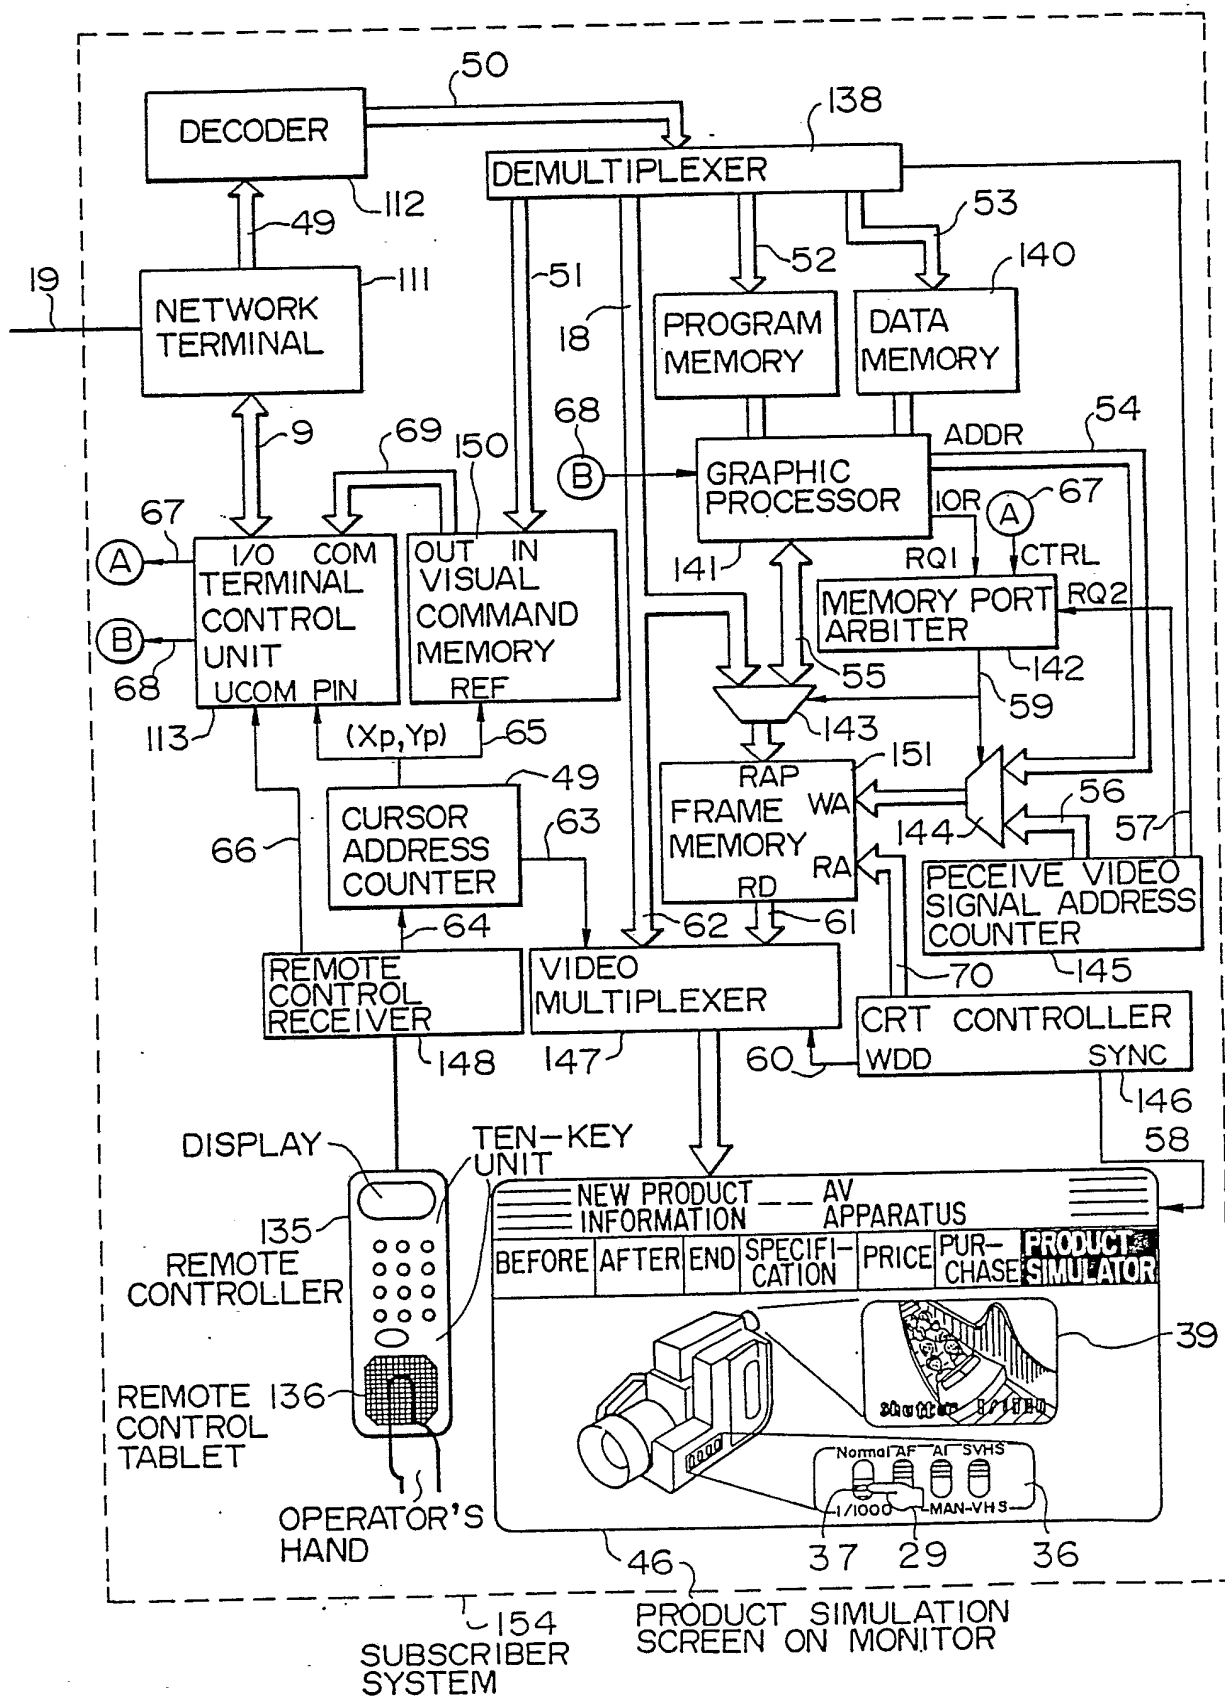 50
138
DECODER
DEMULTIPLEXER
112
49
53
52
140
19
111
51
NETWORK
TERMINAL
18
PROGRAM
MEMORY
DATA
MEMORY
9
69
150
68
54
ADDR
B
GRAPHIC
PROCESSOR
67
IOR
A
67
A
I/O COM
OUT IN
141
RQ1
CTRL
TERMINAL
CONTROL
UNIT
VISUAL
COMMAND
MEMORY
MEMORY PORT
ARBITER
RQ2
B
68
55
142
UCOM PIN
REF
59
113
(Xp, Yp)
65
143
151
49
RAP
FRAME
MEMORY
WA
56
66
CURSOR
ADDRESS
COUNTER
63
144
57
RA
RD
PECEIVE VIDEO
SIGNAL ADDRESS
COUNTER
64
62
61
REMOTE
CONTROL
RECEIVER
VIDEO
MULTIPLEXER
70
145
CRT CONTROLLER
148
147
60
WDD
SYNC
146
58
DISPLAY
TEN-KEY
UNIT
NEW PRODUCT
INFORMATION
AV
APPARATUS
135
REMOTE
CONTROLLER
BEFORE
AFTER
END
SPECIFI-
CATION
PRICE
PUR-
CHASE
PRODUCT
SIMULATOR
39
REMOTE
CONTROL
TABLET
136
shutter 1/1000
Normal AF AI SVHS
1/1000 MAN-VHS
OPERATOR'S
HAND
46
37
29
36
154
SUBSCRIBER
SYSTEM
PRODUCT SIMULATION
SCREEN ON MONITOR